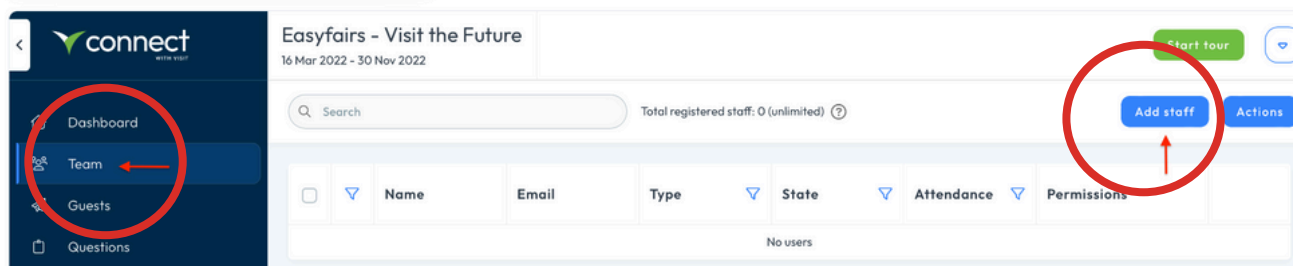 connect
WITH VISIT
Easyfairs - Visit the Future
16 Mar 2022 - 30 Nov 2022
Start tour
Search
Total registered staff: 0 (unlimited) ?
Add staff
Actions
Dashboard
Team
Guests
Questions
Name
Email
Type
State
Attendance
Permissions
No users